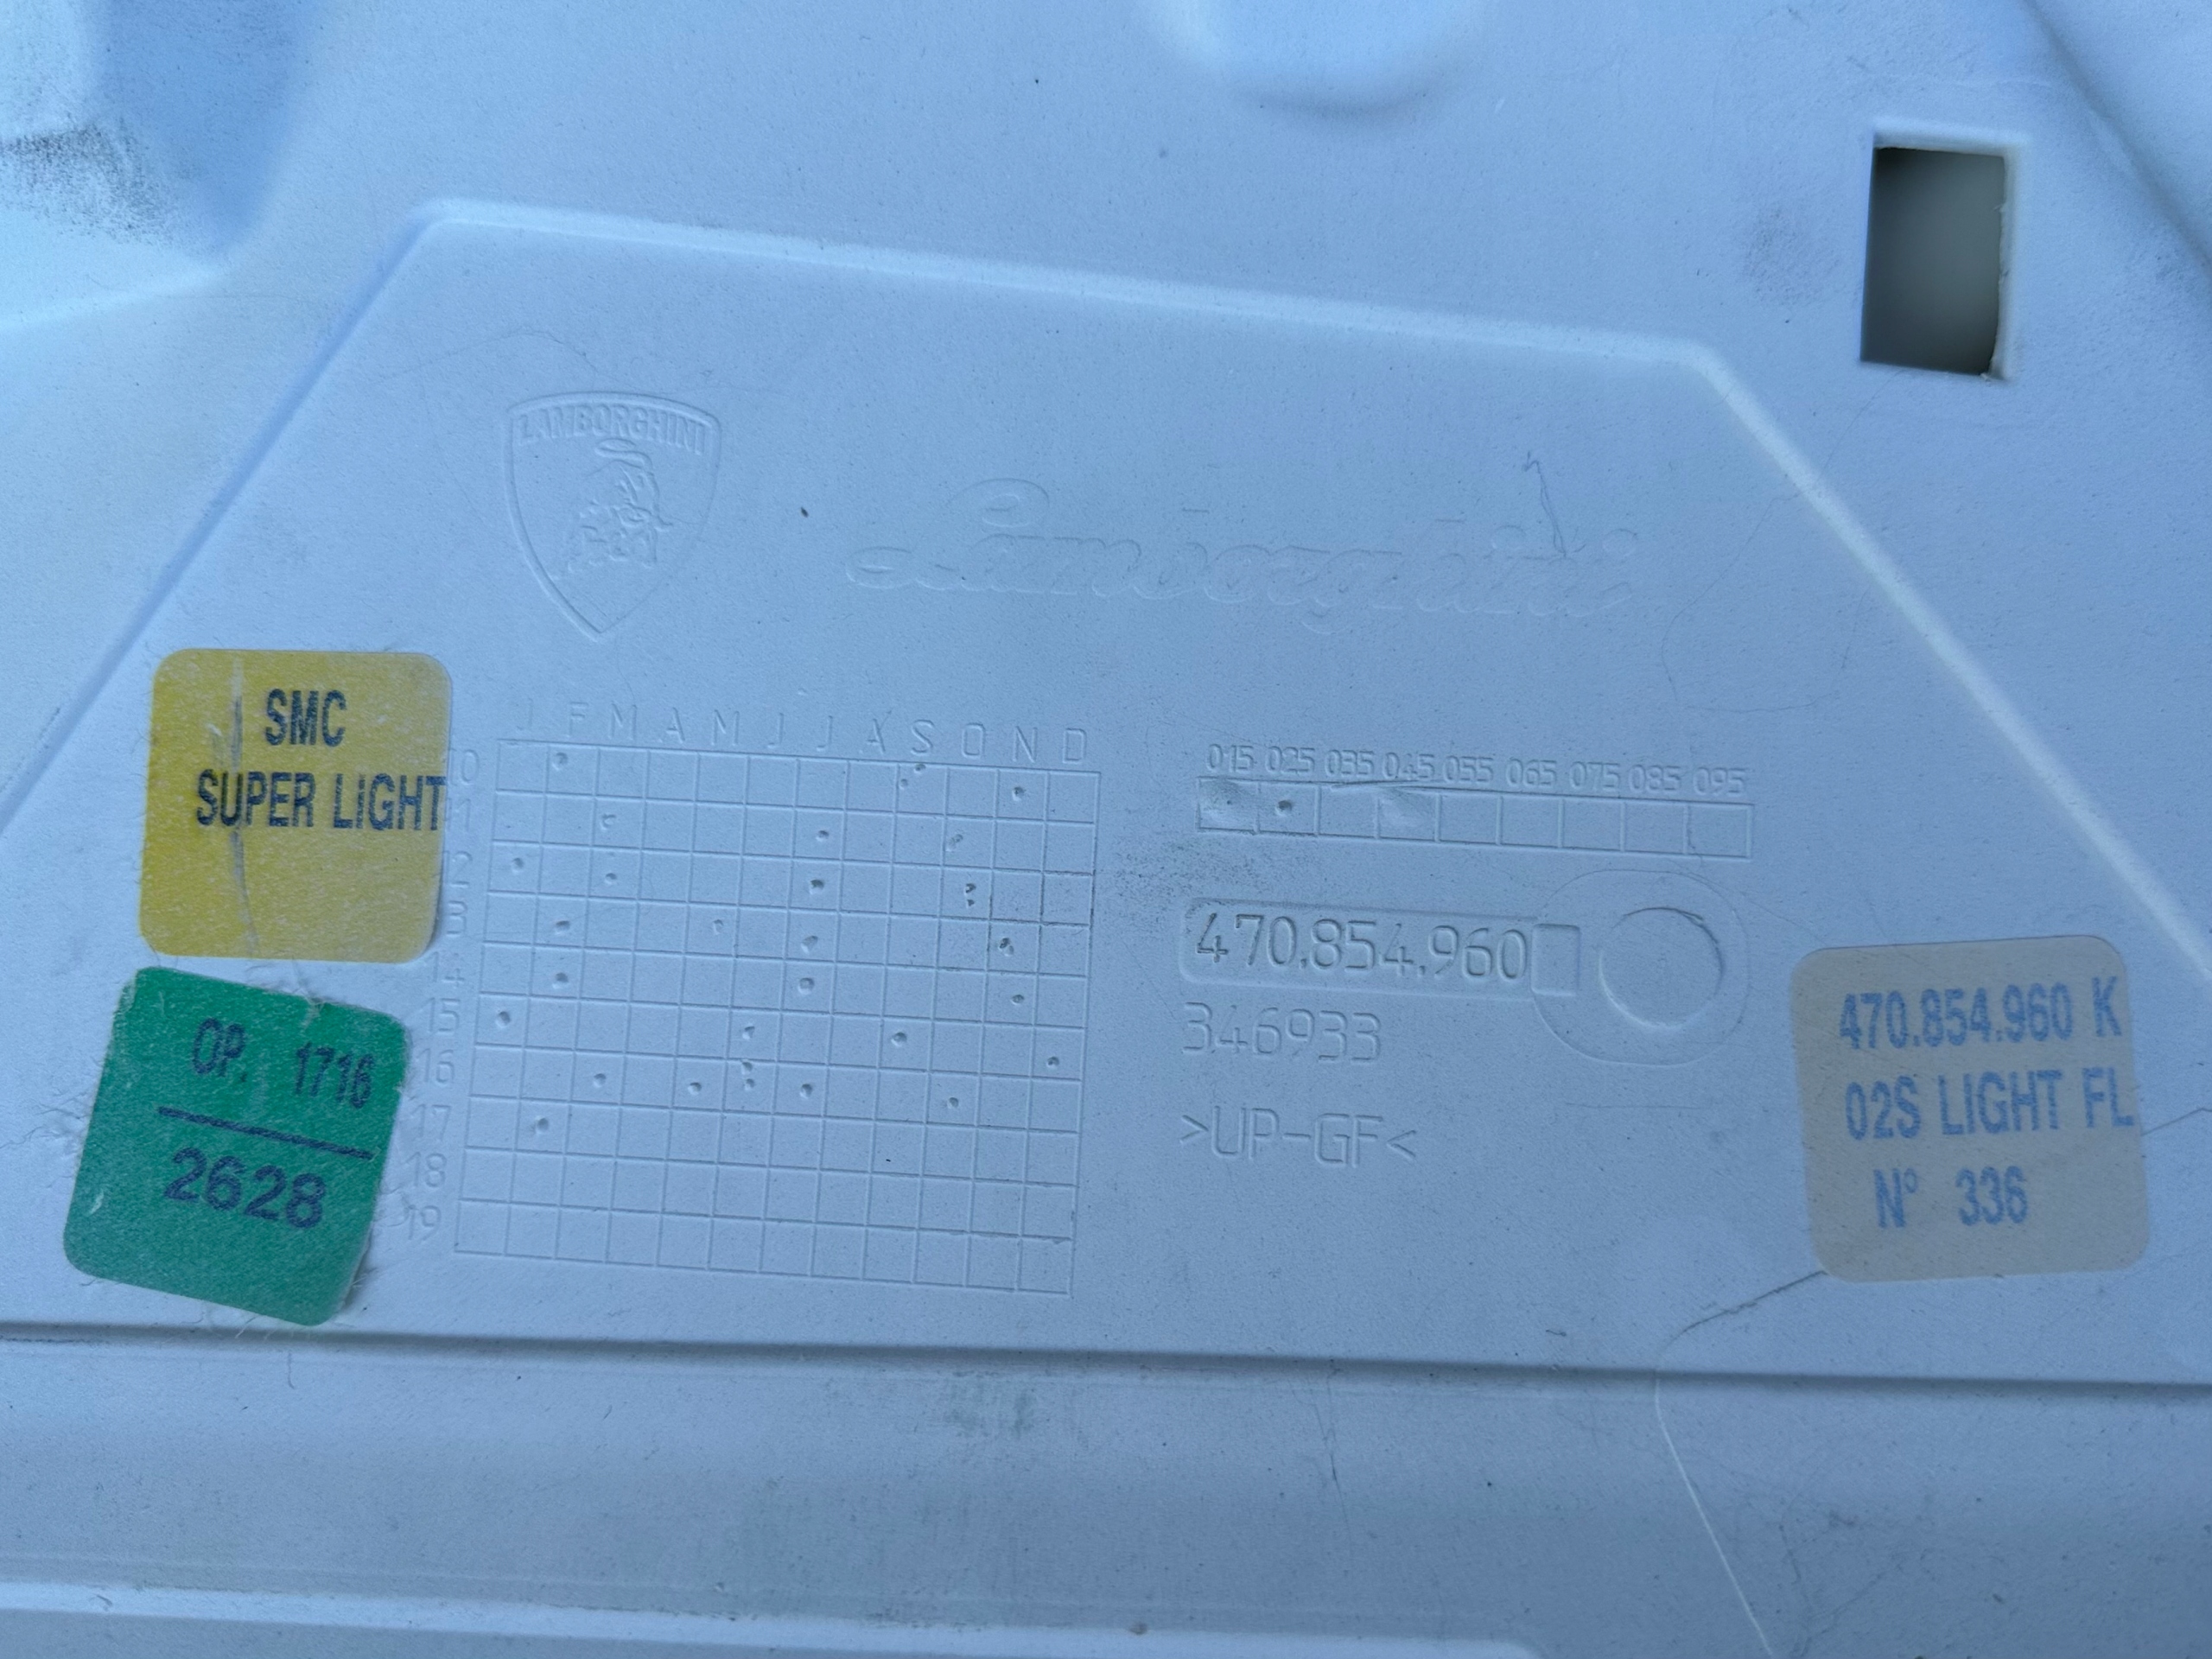 LAMBORGHINI
Lamborghini
SMC
SUPER LIGHT
J F M A M J J A S O N D
10
11
12
13
14
15
16
17
18
19
015 025 035 045 055 065 075 085 095
470.854.960
346933
>UP-GF<
OP. 1716
2628
470.854.960 K
02S LIGHT FL
N° 336